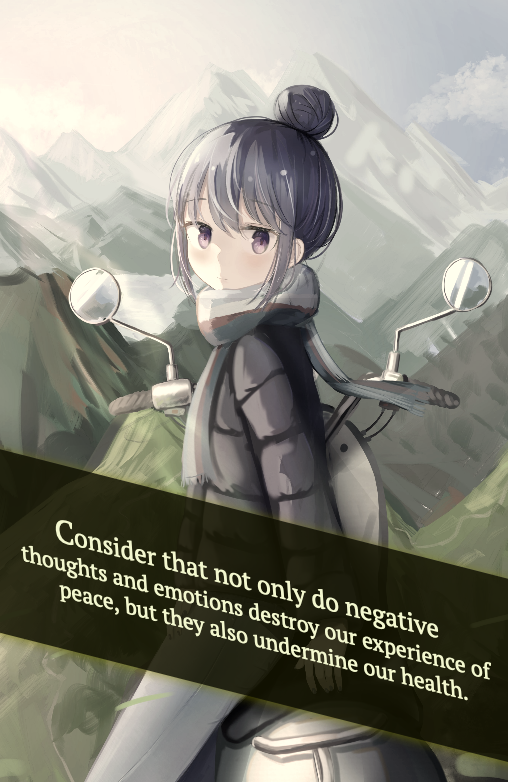 Consider that not only do negative
thoughts and emotions destroy our experience of
peace, but they also undermine our health.